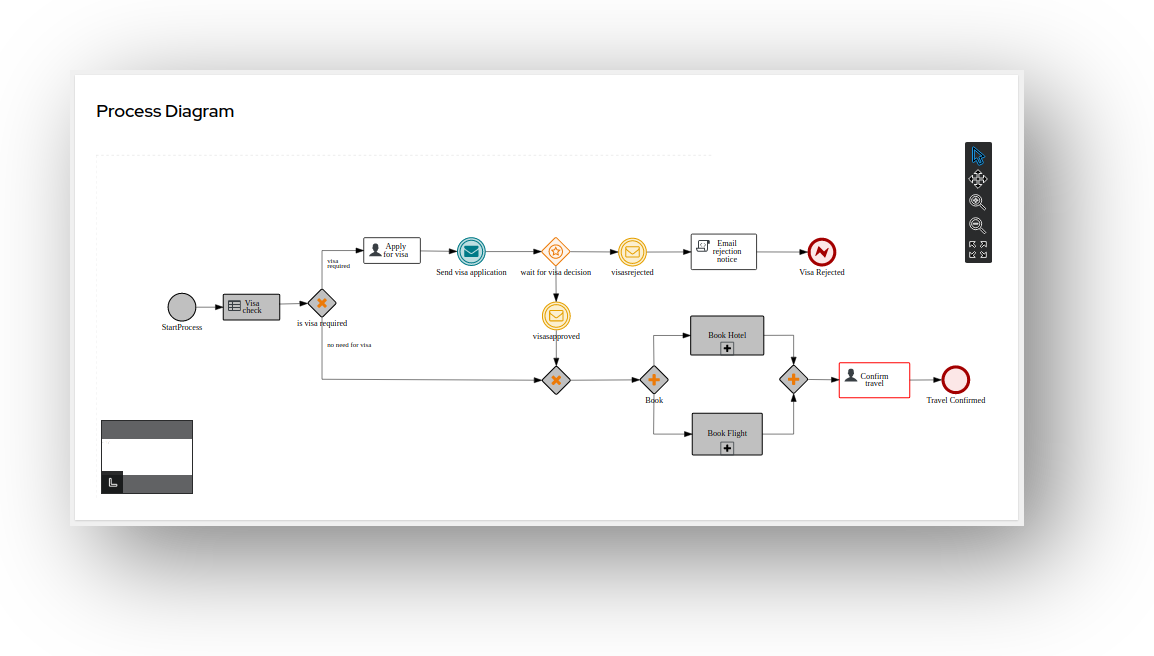 Process Diagram
Apply
for visa
visa
required
Send visa application
wait for visa decision
visasrejected
Email
rejection
notice
Visa Rejected
StartProcess
Visa
check
is visa required
no need for visa
visasapproved
Book Hotel
Book
Book Flight
Confirm
travel
Travel Confirmed